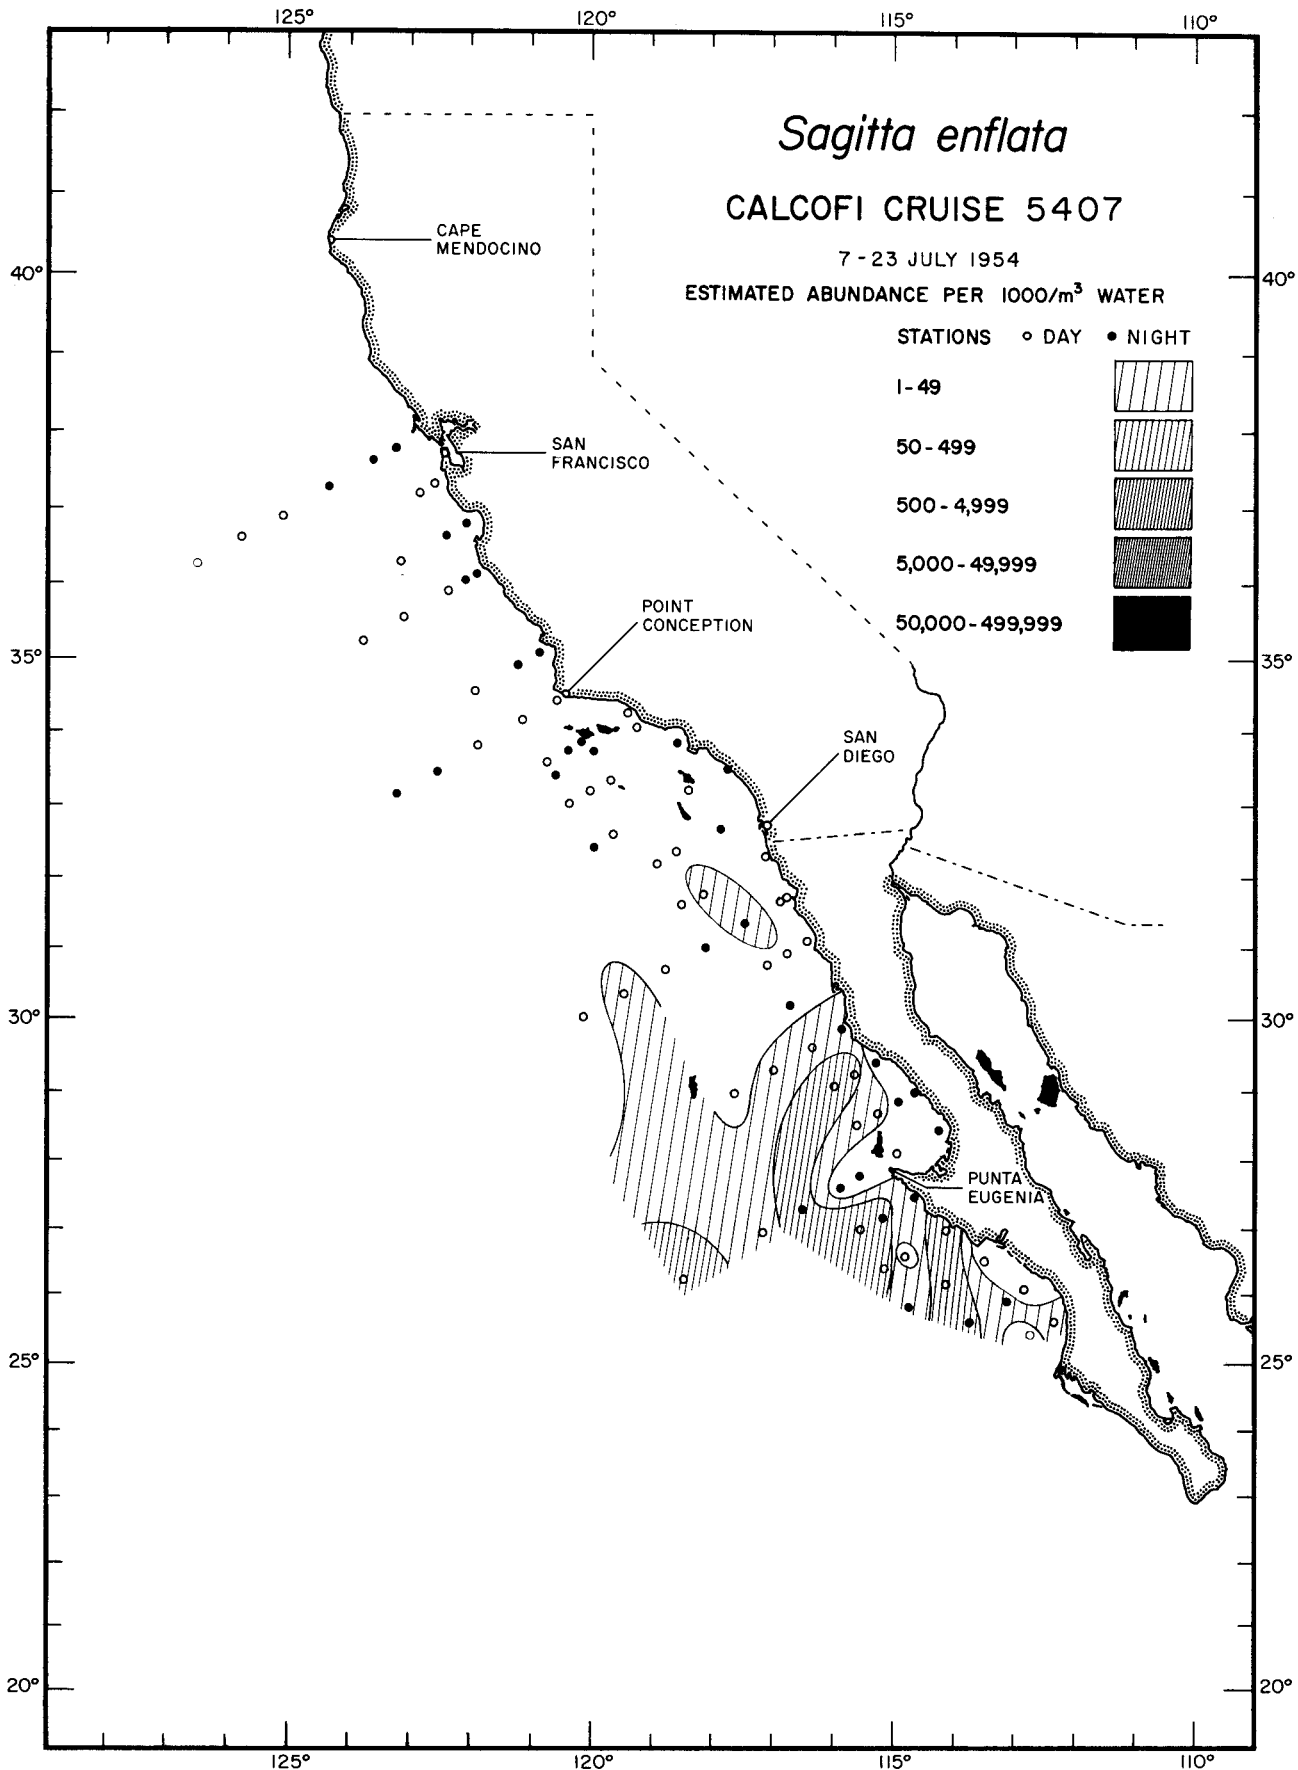 125° 120° 115° 110°
Sagitta enflata
CALCOFI CRUISE 5407
7-23 JULY 1954
ESTIMATED ABUNDANCE PER 1000/m³ WATER
STATIONS ○ DAY ● NIGHT
1-49
50-499
500-4,999
5,000-49,999
50,000-499,999
CAPE
MENDOCINO
40° 40°
SAN
FRANCISCO
POINT
CONCEPTION
35° 35°
SAN
DIEGO
30° 30°
PUNTA
EUGENIA
25° 25°
20° 20°
125° 120° 115° 110°